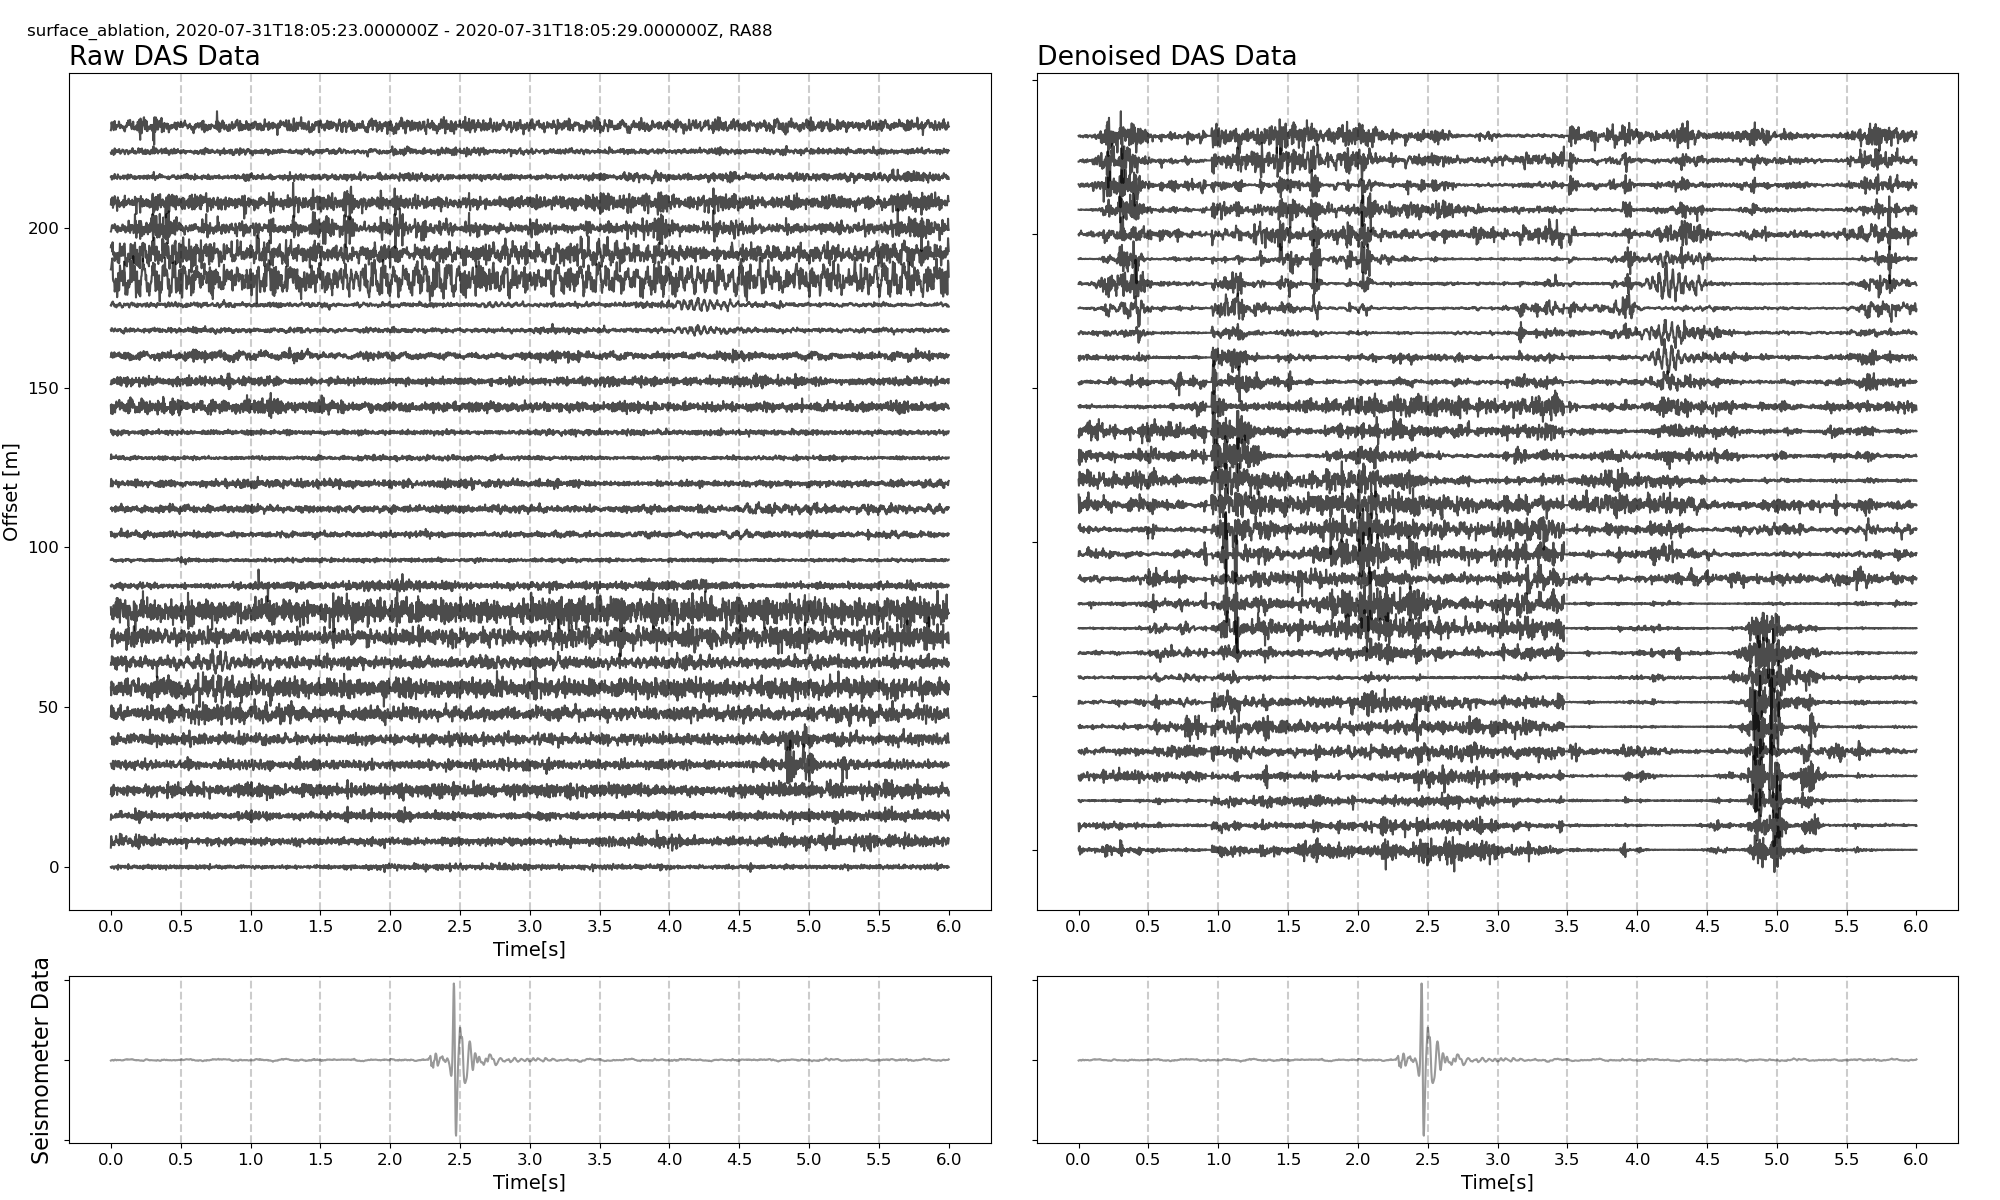 surface_ablation, 2020-07-31T18:05:23.000000Z - 2020-07-31T18:05:29.000000Z, RA88
Raw DAS Data
Denoised DAS Data
Offset [m]
200
150
100
50
0
0.0 0.5 1.0 1.5 2.0 2.5 3.0 3.5 4.0 4.5 5.0 5.5 6.0
Time[s]
0.0 0.5 1.0 1.5 2.0 2.5 3.0 3.5 4.0 4.5 5.0 5.5 6.0
Seismometer Data
0.0 0.5 1.0 1.5 2.0 2.5 3.0 3.5 4.0 4.5 5.0 5.5 6.0
Time[s]
0.0 0.5 1.0 1.5 2.0 2.5 3.0 3.5 4.0 4.5 5.0 5.5 6.0
Time[s]